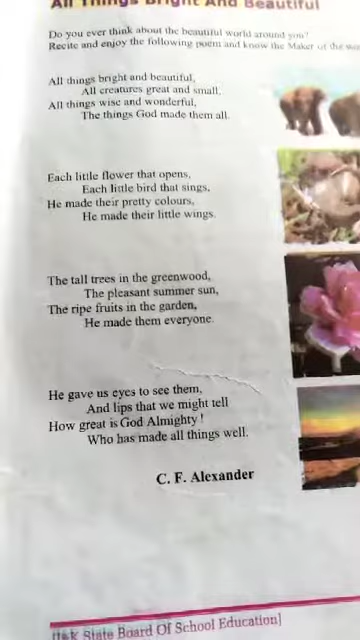 All Things Bright And Beautiful
Do you ever think about the beautiful world around you?
Recite and enjoy the following poem and know the Maker of the
All things bright and beautiful,
All creatures great and small,
All things wise and wonderful,
The things God made them all.
Each little flower that opens,
Each little bird that sings,
He made their pretty colours,
He made their little wings.
The tall trees in the greenwood,
The pleasant summer sun,
The ripe fruits in the garden,
He made them everyone.
He gave us eyes to see them,
And lips that we might tell
How great is God Almighty !
Who has made all things well.
C. F. Alexander
J&K State Board Of School Education]